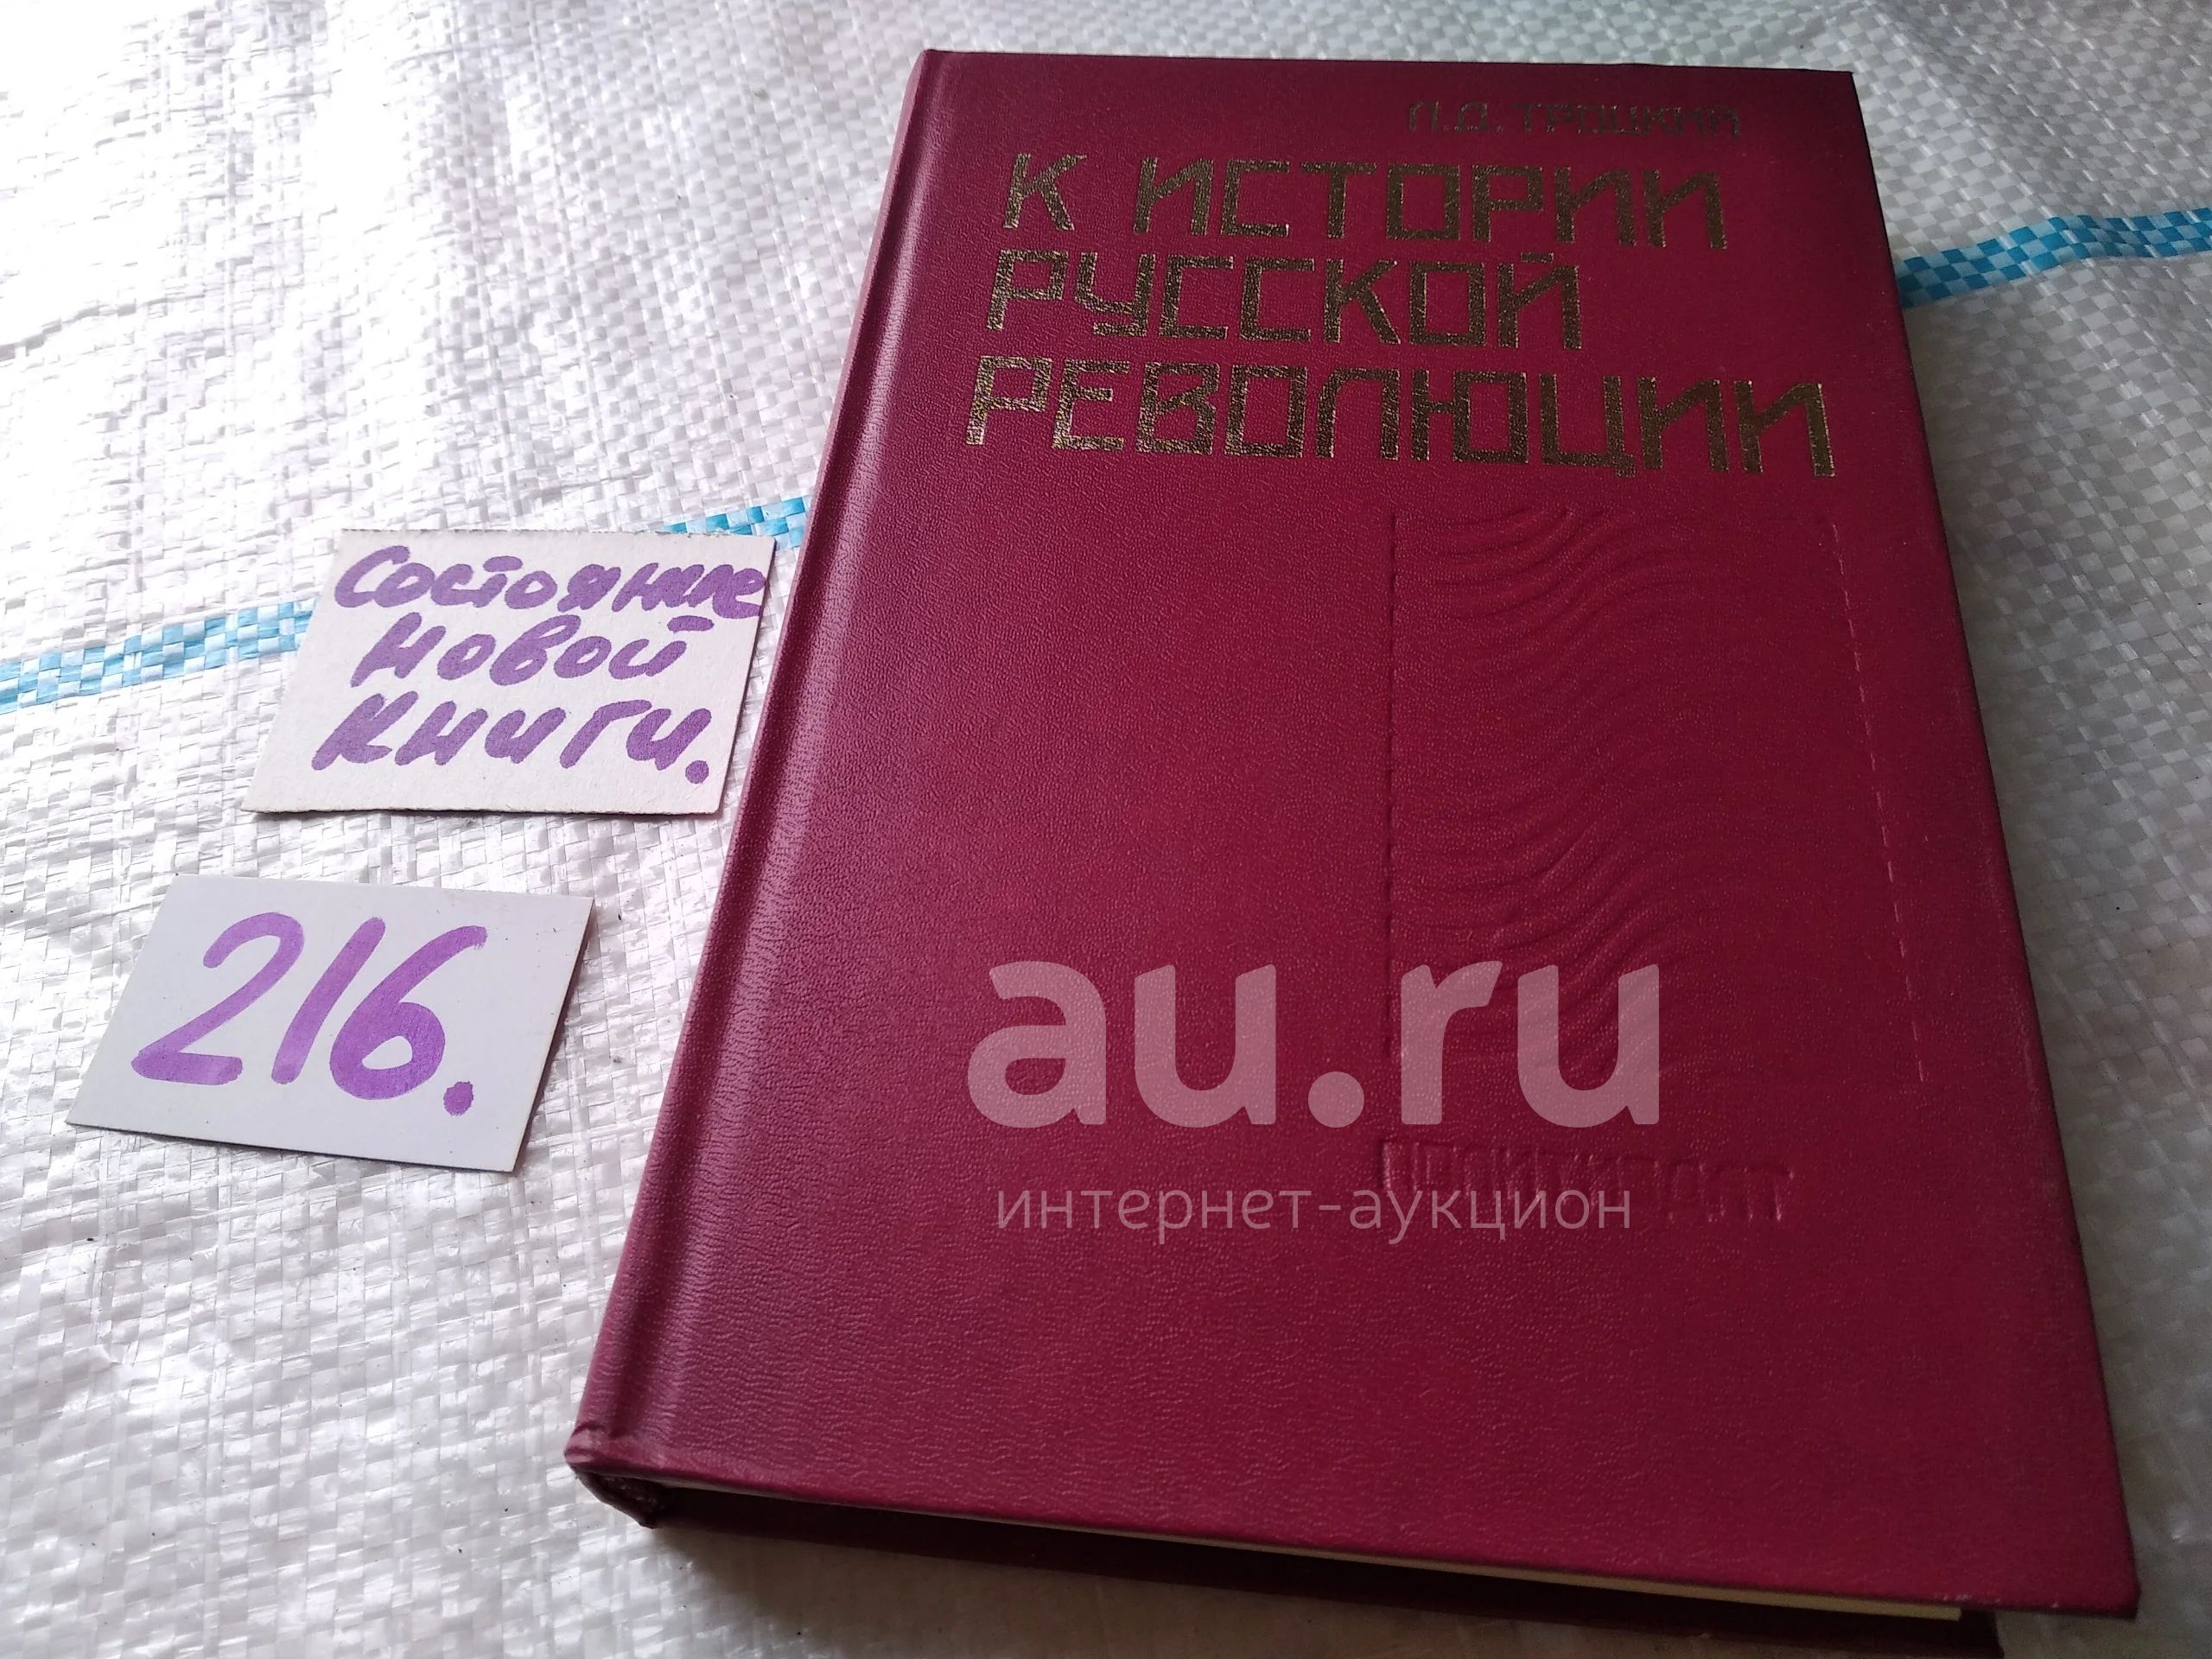 Л.Д. ТРОЦКИЙ
К ИСТОРИИ
РУССКОЙ
РЕВОЛЮЦИИ
Состояние
новой
книги.
216.
au.ru
интернет-аукцион